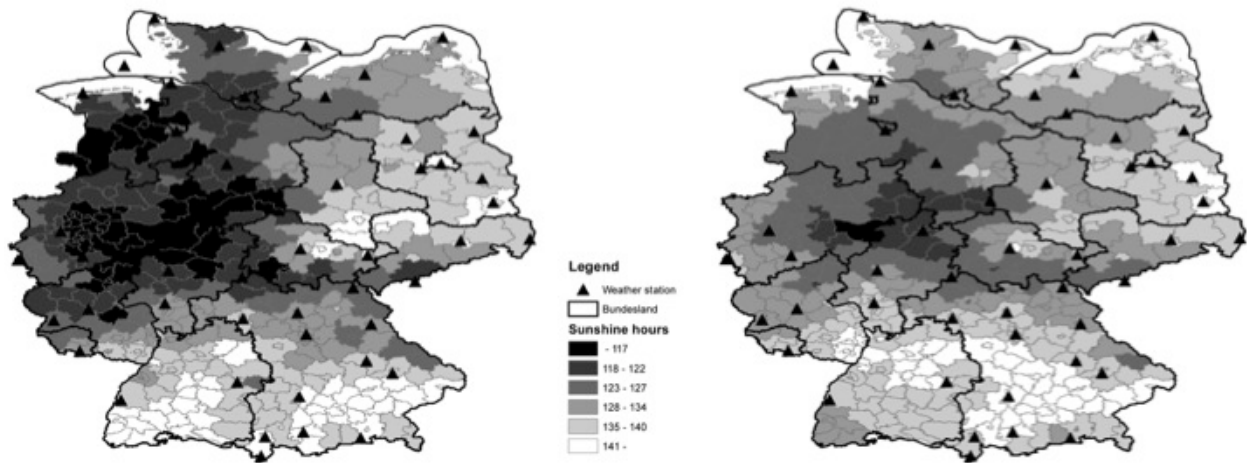 Legend
Weather station
Bundesland
Sunshine hours
- 117
118 - 122
123 - 127
128 - 134
135 - 140
141 -